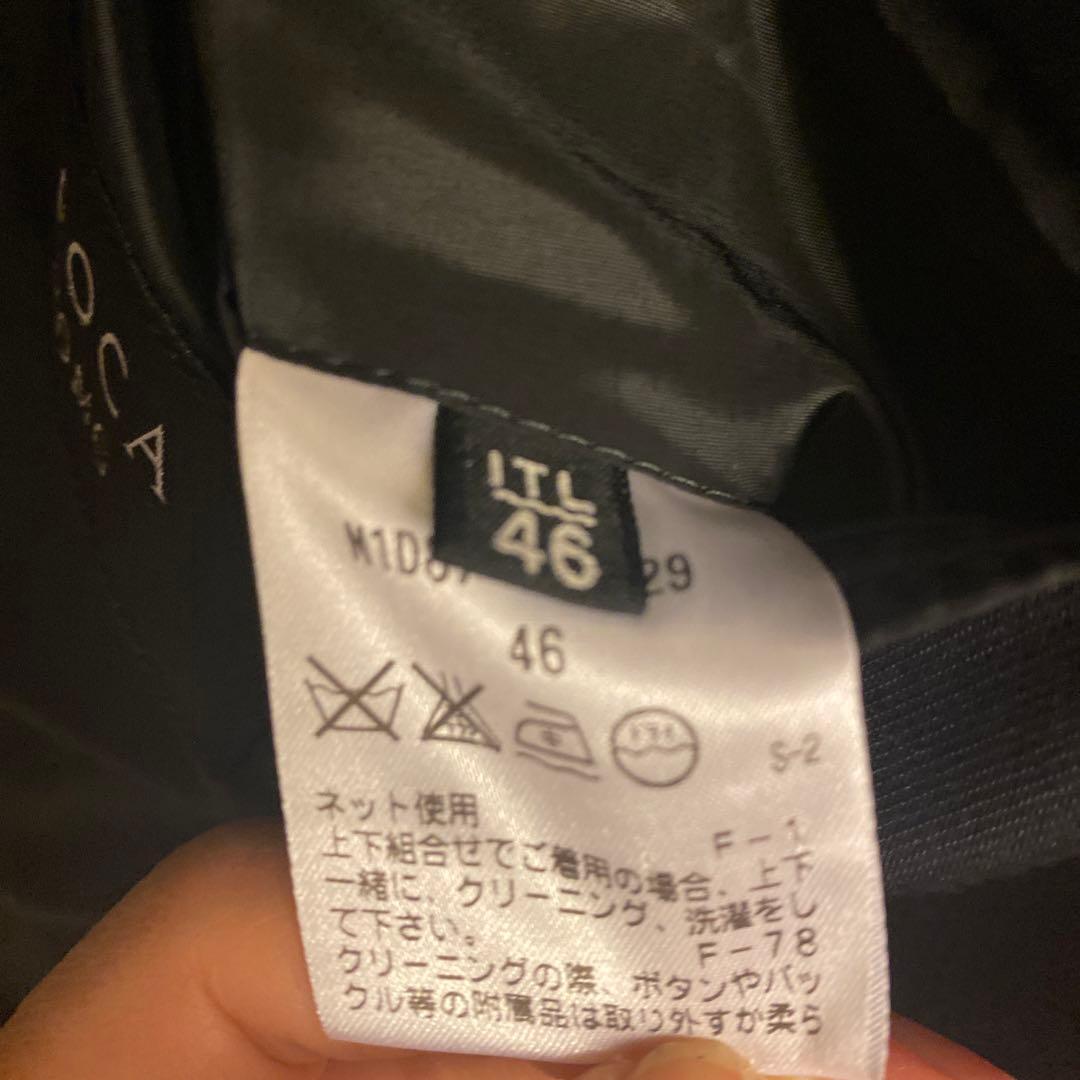 ITL
46
M1D87 29
46
S-2
ネット使用
F-1
上下組合せてご着用の場合、上下
一緒に、クリーニング、洗濯をし
て下さい。
F-78
クリーニングの際、ボタンやバッ
クル等の附属品は取り外すか柔ら